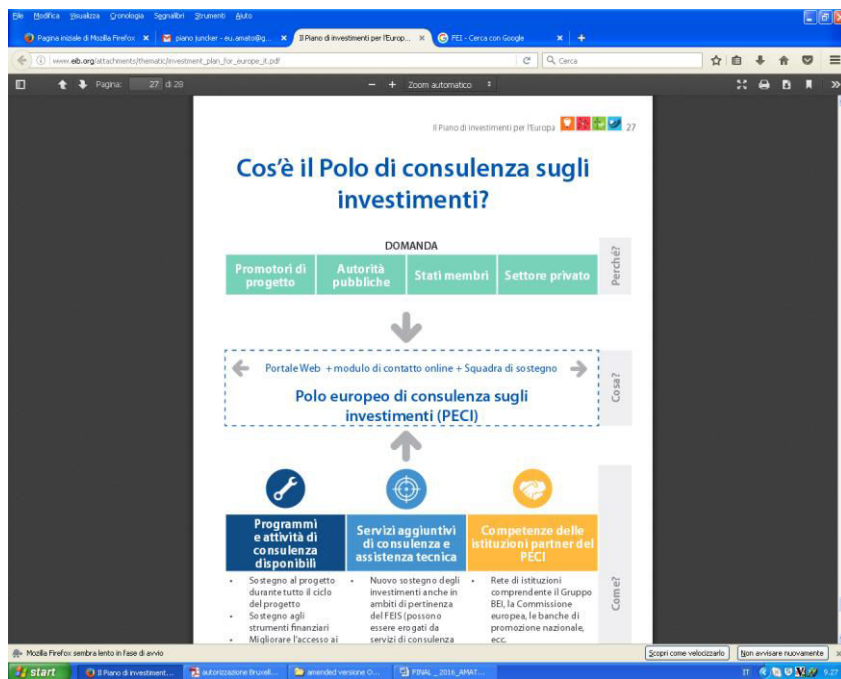 File Modifica Visualizza Cronologia Segnalibri Strumenti Aiuto
Pagina iniziale di Mozilla Firefox × piano juncker - eu.amato@g... × Il Piano di investimenti per l'Europ... × FEI - Cerca con Google × +
www.eib.org/attachments/thematic/investment_plan_for_europe_it.pdf Cerca
Pagina: 27 di 28 − + Zoom automatico
Il Piano di investimenti per l'Europa 27
Cos'è il Polo di consulenza sugli
investimenti?
DOMANDA
Promotori di
progetto
Autorità
pubbliche
Stati membri
Settore privato
Perché?
Portale Web + modulo di contatto online + Squadra di sostegno
Polo europeo di consulenza sugli
investimenti (PECI)
Cosa?
Programmi
e attività di
consulenza
disponibili
Servizi aggiuntivi
di consulenza e
assistenza tecnica
Competenze delle
istituzioni partner del
PECI
• Sostegno al progetto
durante tutto il ciclo
del progetto
• Sostegno agli
strumenti finanziari
• Migliorare l'accesso ai
• Nuovo sostegno degli
investimenti anche in
ambiti di pertinenza
del FEIS (possono
essere erogati da
servizi di consulenza
• Rete di istituzioni
comprendente il Gruppo
BEI, la Commissione
europea, le banche di
promozione nazionale,
ecc.
Come?
Mozilla Firefox sembra lento in fase di avvio Scopri come velocizzarlo Non avvisare nuovamente ×
start Il Piano di investiment... autorizzazione Bruxell... amended versione O... FINAL _ 2016_AMAT... IT 9.27